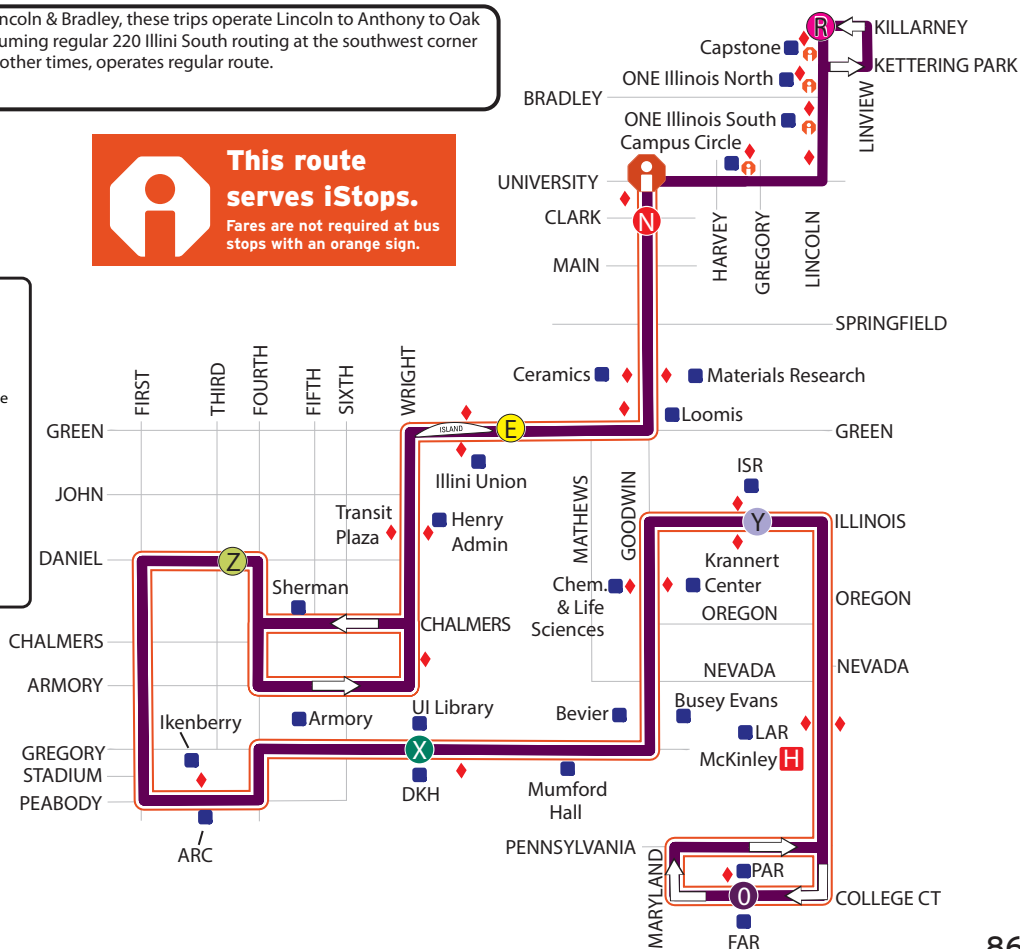 ncoln & Bradley, these trips operate Lincoln to Anthony to Oak
uming regular 220 Illini South routing at the southwest corner
other times, operates regular route.
R
KILLARNEY
Capstone
KETTERING PARK
ONE Illinois North
BRADLEY
LINVIEW
ONE Illinois South
Campus Circle
This route
serves iStops.
Fares are not required at bus
stops with an orange sign.
UNIVERSITY
CLARK
N
HARVEY
GREGORY
LINCOLN
MAIN
SPRINGFIELD
e
FIRST
THIRD
FOURTH
FIFTH
SIXTH
WRIGHT
Ceramics
Materials Research
Loomis
GREEN
ISLAND
E
GREEN
Illini Union
ISR
JOHN
MATHEWS
GOODWIN
Transit
Plaza
Henry
Admin
Y
ILLINOIS
DANIEL
Z
Krannert
Center
Sherman
Chem.
& Life
Sciences
OREGON
OREGON
CHALMERS
CHALMERS
NEVADA
NEVADA
ARMORY
Busey Evans
Ikenberry
Armory
UI Library
Bevier
LAR
GREGORY
X
McKinley
H
STADIUM
PEABODY
DKH
Mumford
Hall
ARC
PENNSYLVANIA
MARYLAND
PAR
O
COLLEGE CT
FAR
86